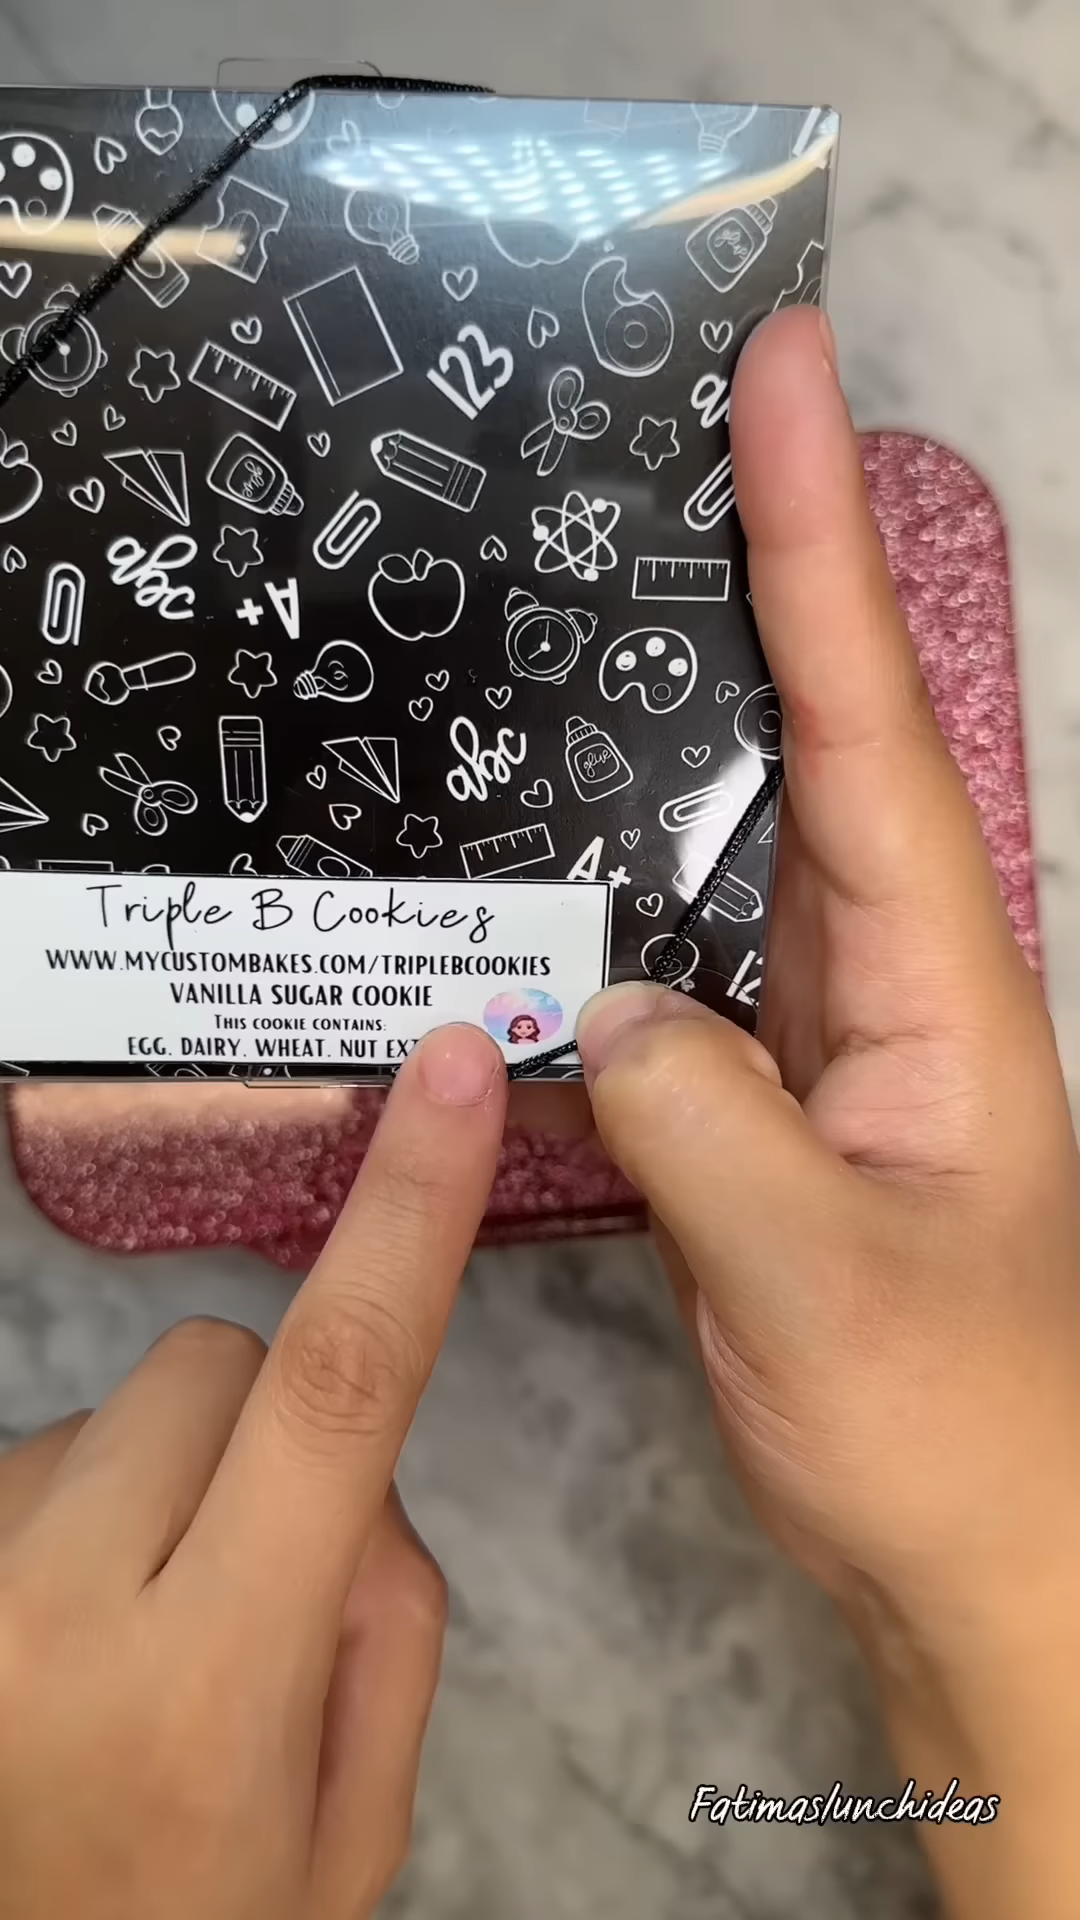 123
abc
A+
abc
glue
A+
Triple B Cookies
WWW.MYCUSTOMBAKES.COM/TRIPLEBCOOKIES
VANILLA SUGAR COOKIE
THIS COOKIE CONTAINS:
EGG, DAIRY, WHEAT, NUT
Fatimaslunchideas